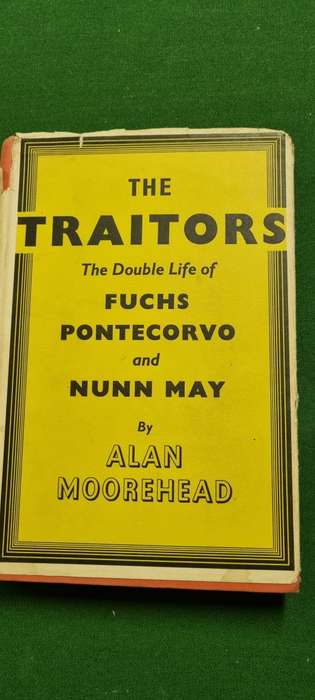 THE
TRAITORS
The Double Life of
FUCHS
PONTECORVO
and
NUNN MAY
By
ALAN
MOOREHEAD